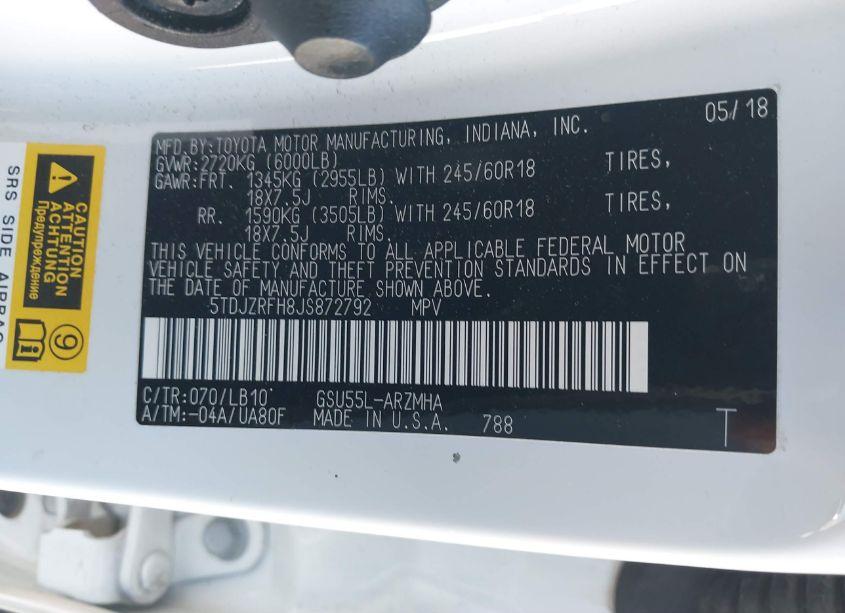 05/18
MFD.BY:TOYOTA MOTOR MANUFACTURING, INDIANA, INC.
GVWR:2720KG (6000LB)
GAWR:FRT. 1345KG (2955LB) WITH 245/60R18 TIRES,
18X7.5J RIMS.
RR. 1590KG (3505LB) WITH 245/60R18 TIRES,
18X7.5J RIMS.
THIS VEHICLE CONFORMS TO ALL APPLICABLE FEDERAL MOTOR
VEHICLE SAFETY AND THEFT PREVENTION STANDARDS IN EFFECT ON
THE DATE OF MANUFACTURE SHOWN ABOVE.
5TDJZRFH8JS872792 MPV
C/TR:070/LB10 GSU55L-ARZMHA
A/TM:-04A/UA80F MADE IN U.S.A. 788 T
CAUTION
ATTENTION
ACHTUNG
Предупреждение
9
SRS SIDE AIRBAG